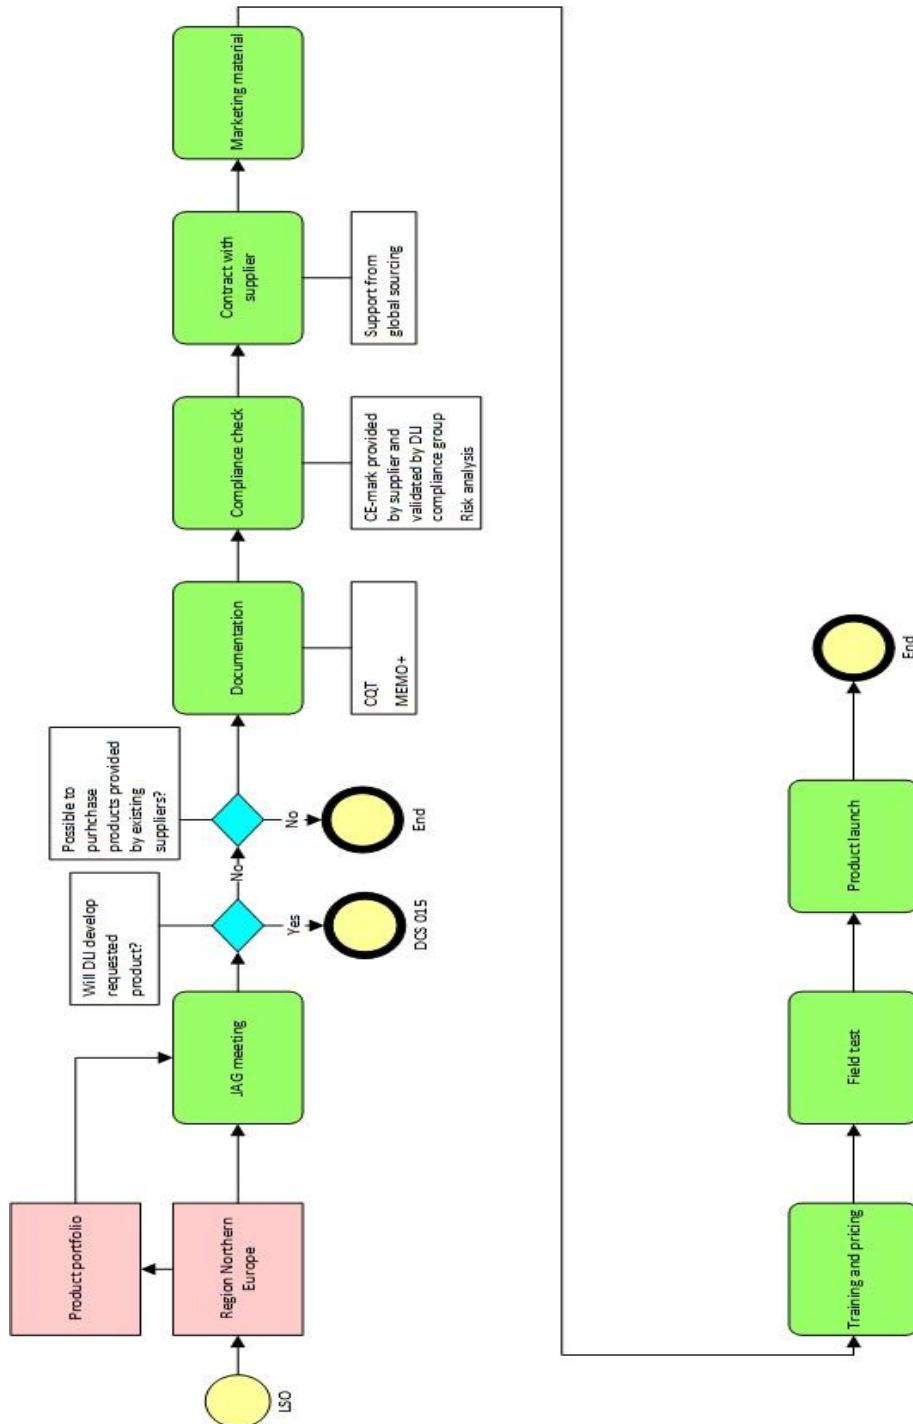 LSO
Region Northern
Europe
Product portfolio
JAG meeting
Will DLI develop
requested
product?
Yes
DCS 015
No
Possible to
purhchase
products provided
by existing
suppliers?
No
End
Documentation
CQT
MEMO+
Compliance check
CE-mark provided
by supplier and
validated by DLI
compliance group
Risk analysis
Contract with
supplier
Support from
global sourcing
Marketing material
Training and pricing
Field test
Product launch
End